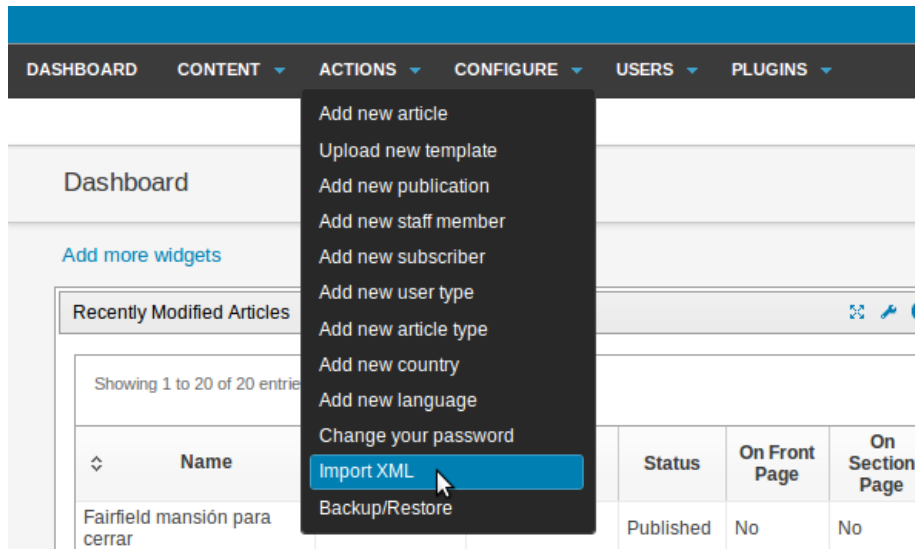 DASHBOARD CONTENT ACTIONS CONFIGURE USERS PLUGINS
Add new article
Upload new template
Add new publication
Add new staff member
Add new subscriber
Add new user type
Add new article type
Add new country
Add new language
Change your password
Import XML
Backup/Restore
Dashboard
Add more widgets
Recently Modified Articles
Showing 1 to 20 of 20 entrie
Name Status On Front Page On Section Page
Fairfield mansión para
cerrar
Published No No